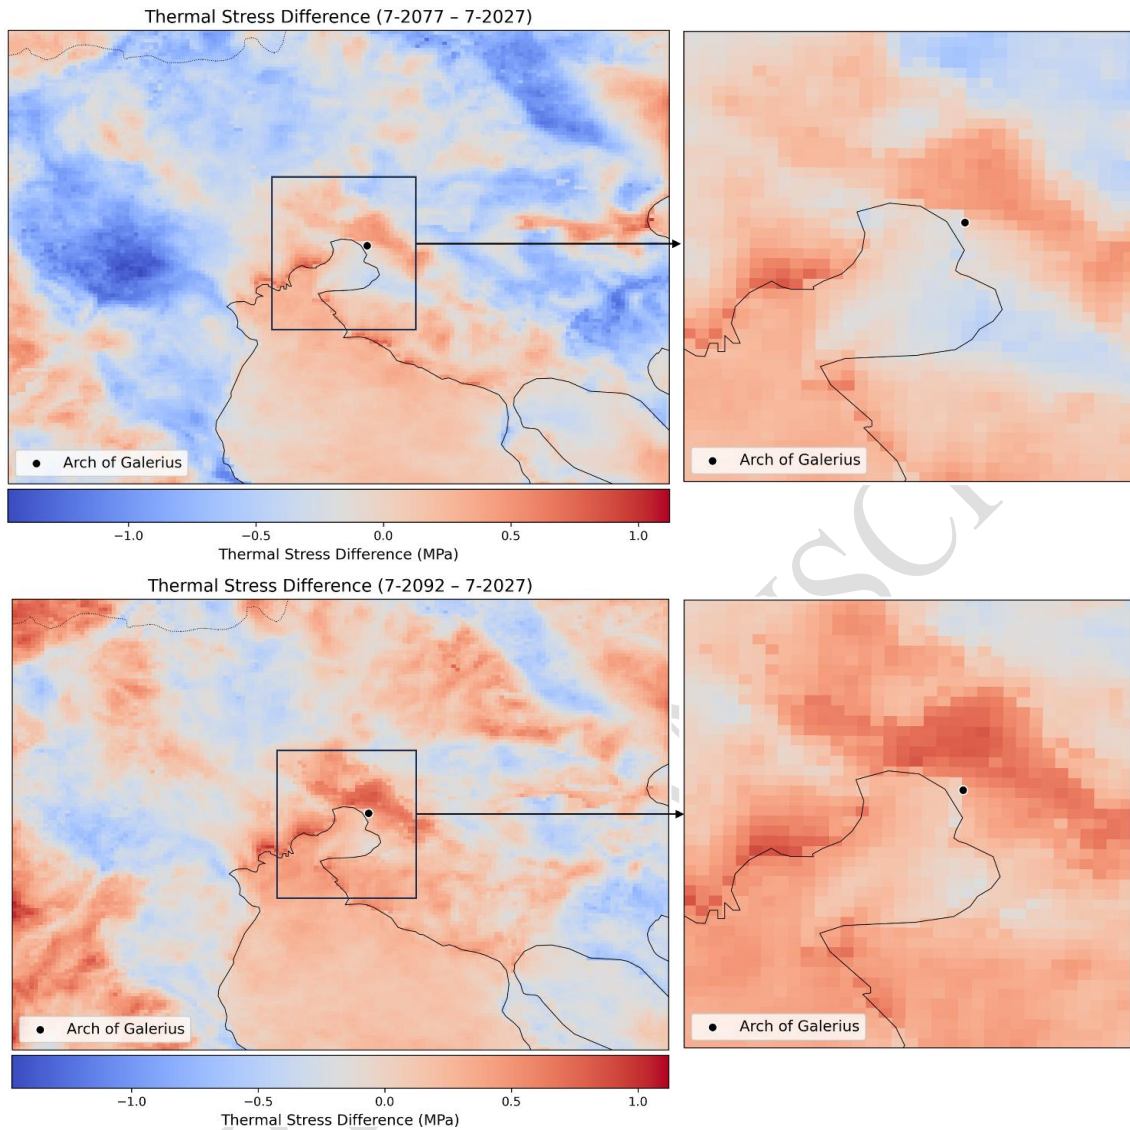 Thermal Stress Difference (7-2077 – 7-2027)
Arch of Galerius
Arch of Galerius
−1.0 −0.5 0.0 0.5 1.0
Thermal Stress Difference (MPa)
Thermal Stress Difference (7-2092 – 7-2027)
Arch of Galerius
Arch of Galerius
−1.0 −0.5 0.0 0.5 1.0
Thermal Stress Difference (MPa)